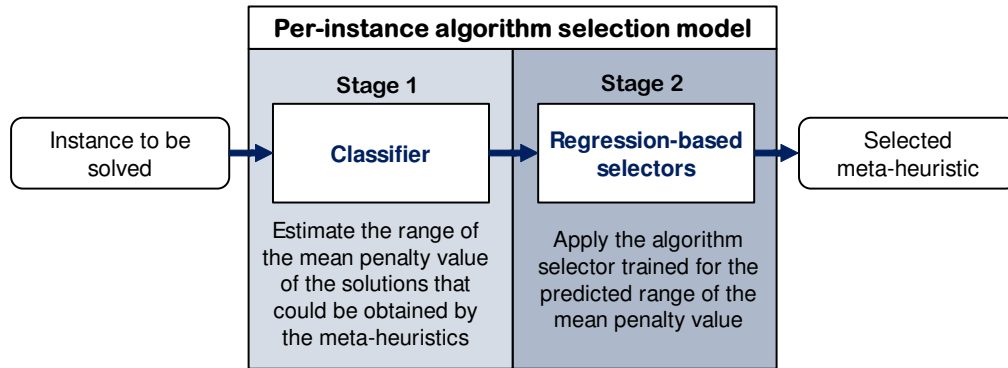 Per-instance algorithm selection model
Stage 1
Stage 2
Instance to be
solved
Classifier
Regression-based
selectors
Selected
meta-heuristic
Estimate the range of
the mean penalty value
of the solutions that
could be obtained by
the meta-heuristics
Apply the algorithm
selector trained for the
predicted range of the
mean penalty value